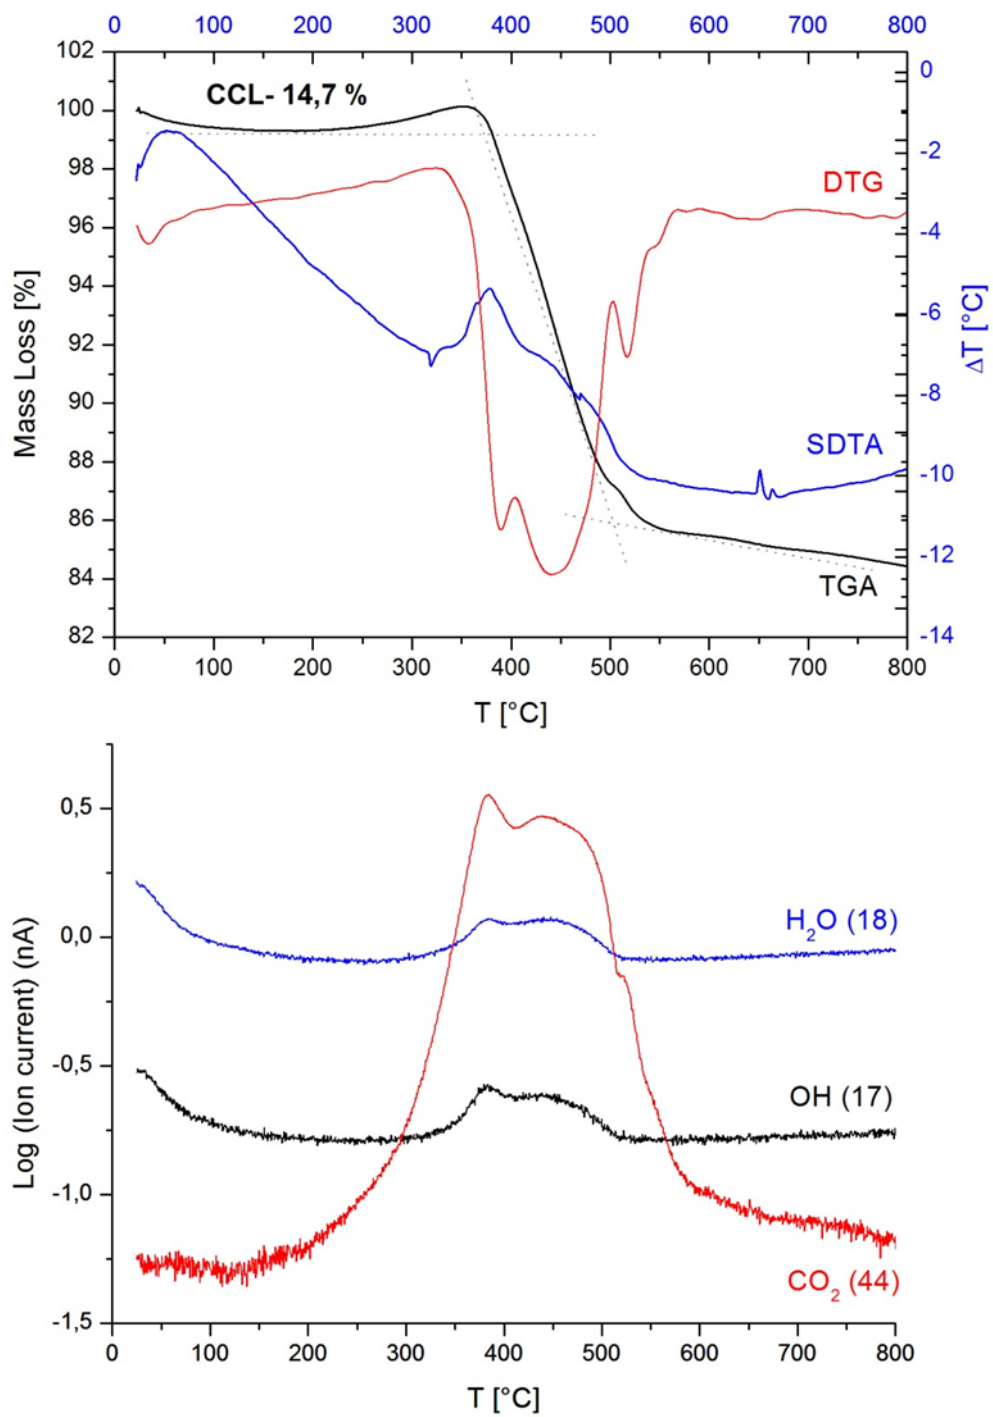 0 100 200 300 400 500 600 700 800
102
100
98
96
94
92
90
88
86
84
82
Mass Loss [%]
CCL- 14,7 %
DTG
SDTA
TGA
0
-2
-4
-6
-8
-10
-12
-14
ΔT [°C]
0 100 200 300 400 500 600 700 800
T [°C]
0,5
0,0
-0,5
-1,0
-1,5
Log (Ion current) (nA)
H₂O (18)
OH (17)
CO₂ (44)
0 100 200 300 400 500 600 700 800
T [°C]